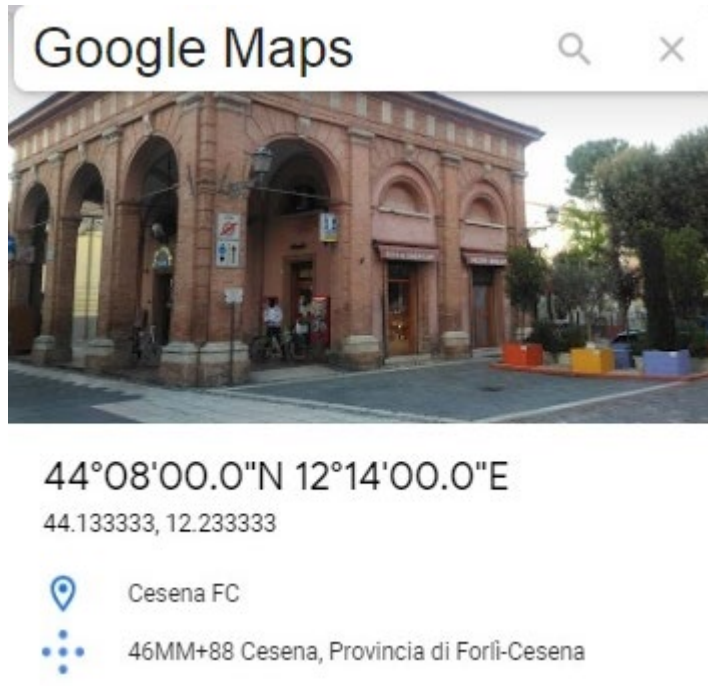 Google Maps
44°08'00.0"N 12°14'00.0"E
44.133333, 12.233333
Cesena FC
46MM+88 Cesena, Provincia di Forlì-Cesena